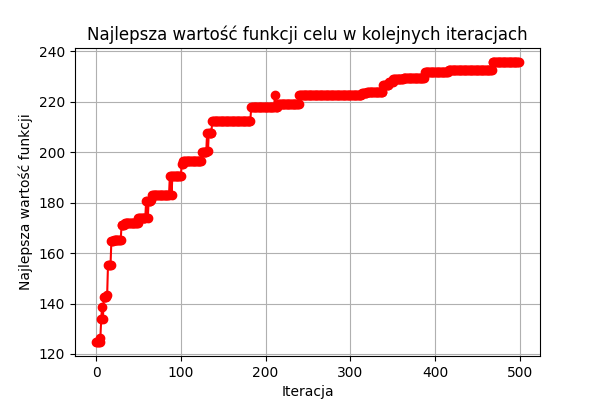 Najlepsza wartość funkcji celu w kolejnych iteracjach
Najlepsza wartość funkcji
240
220
200
180
160
140
120
0 100 200 300 400 500
Iteracja